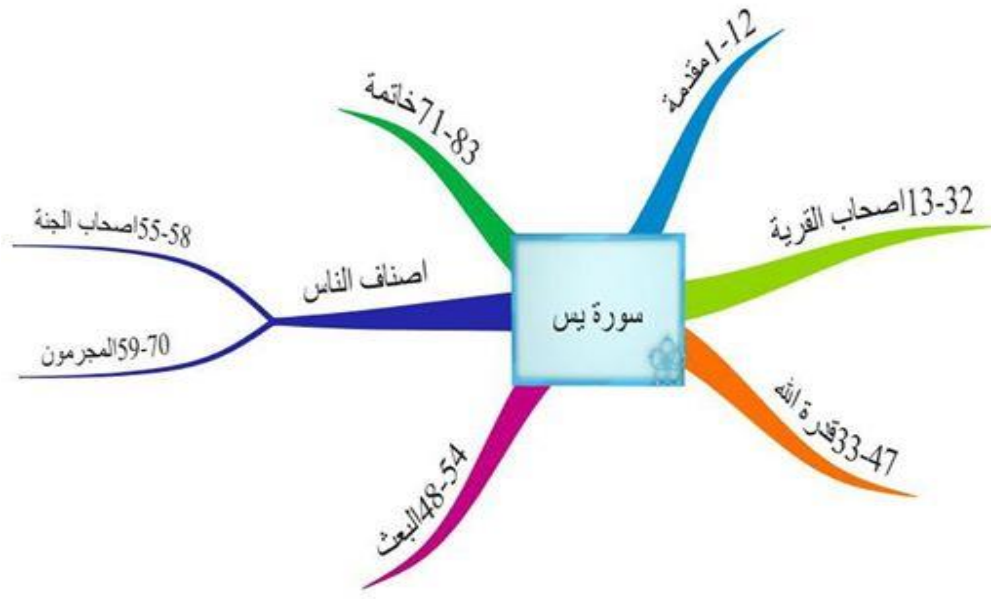 سورة يس
1-12مقدمة
13-32اصحاب القرية
33-47قدرة الله
48-54البعث
اصناف الناس
55-58اصحاب الجنة
59-70المجرمون
71-83خاتمة